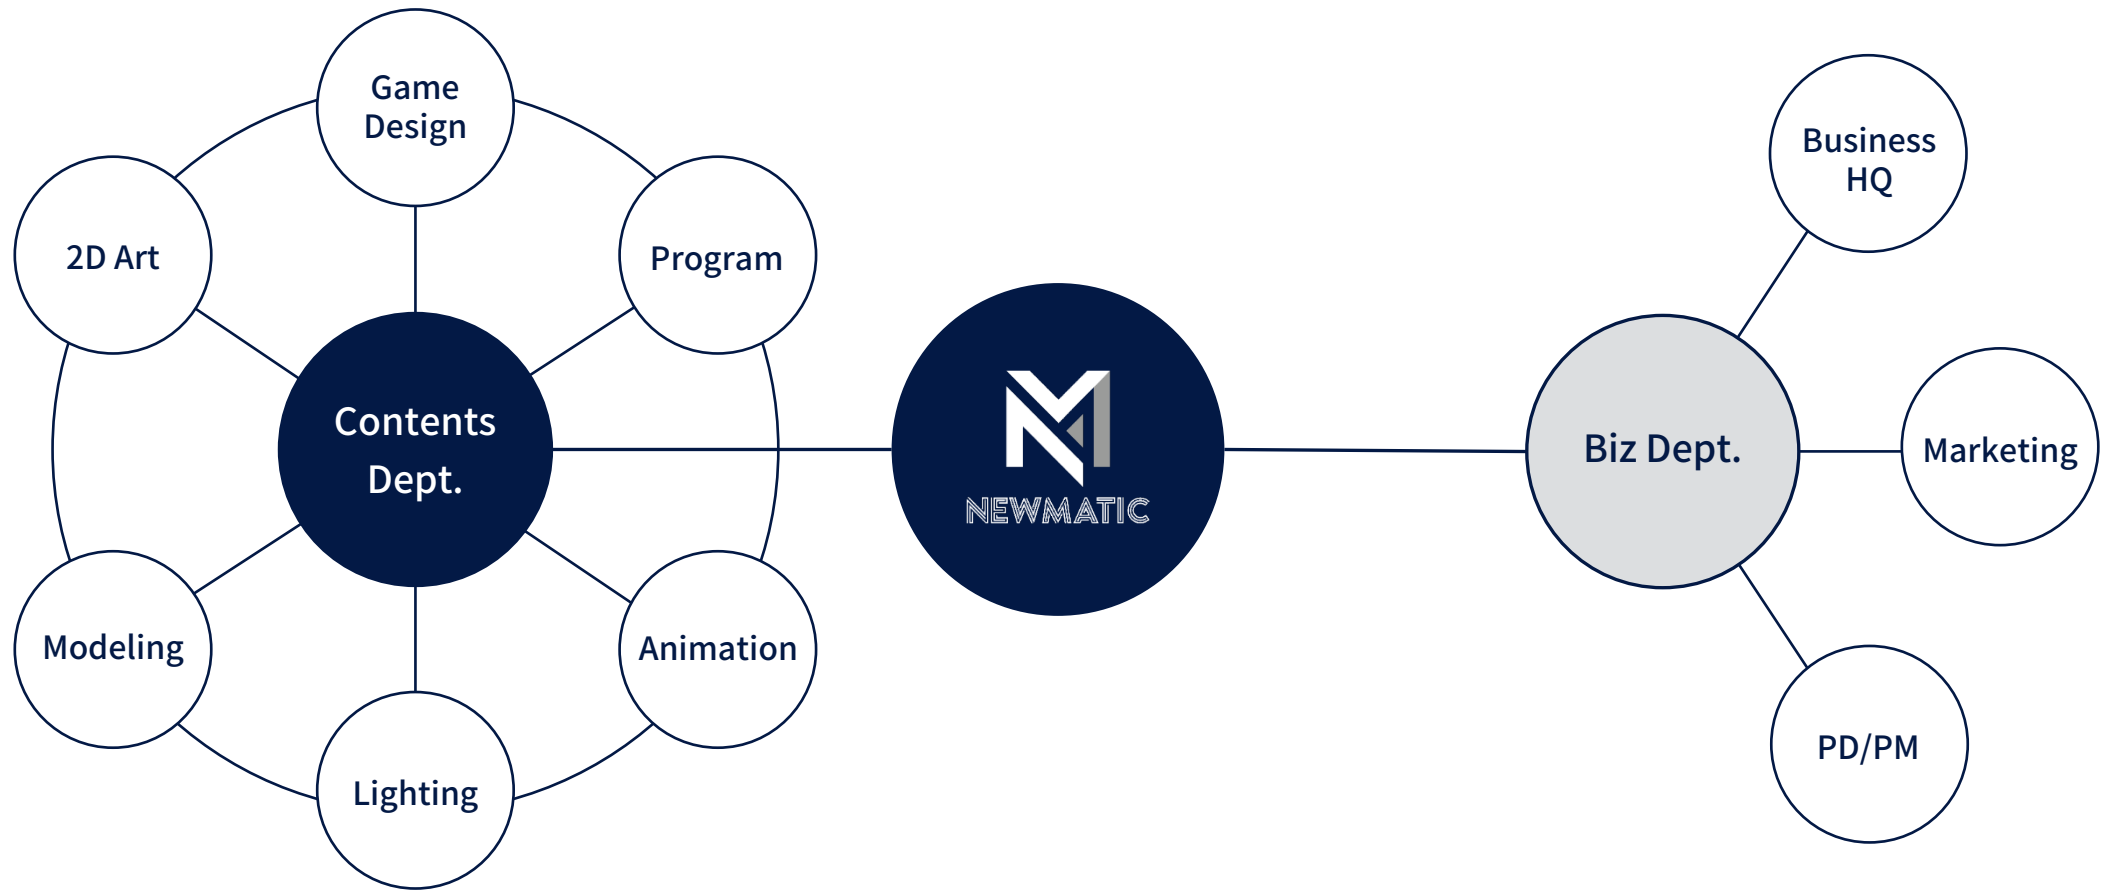 Game
Design
2D Art
Program
Contents
Dept.
Modeling
Animation
Lighting
NEWMATIC
Biz Dept.
Business
HQ
Marketing
PD/PM